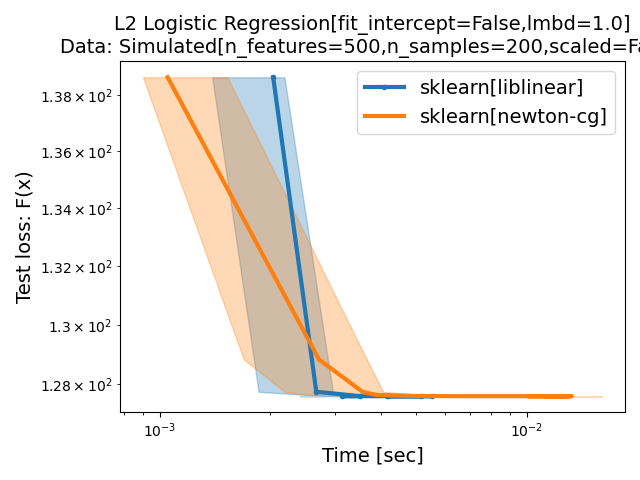 L2 Logistic Regression[fit_intercept=False,lmbd=1.0]
Data: Simulated[n_features=500,n_samples=200,scaled=Fa
sklearn[liblinear]
sklearn[newton-cg]
1.38 × 10²
1.36 × 10²
1.34 × 10²
1.32 × 10²
1.3 × 10²
1.28 × 10²
Test loss: F(x)
10⁻³
10⁻²
Time [sec]